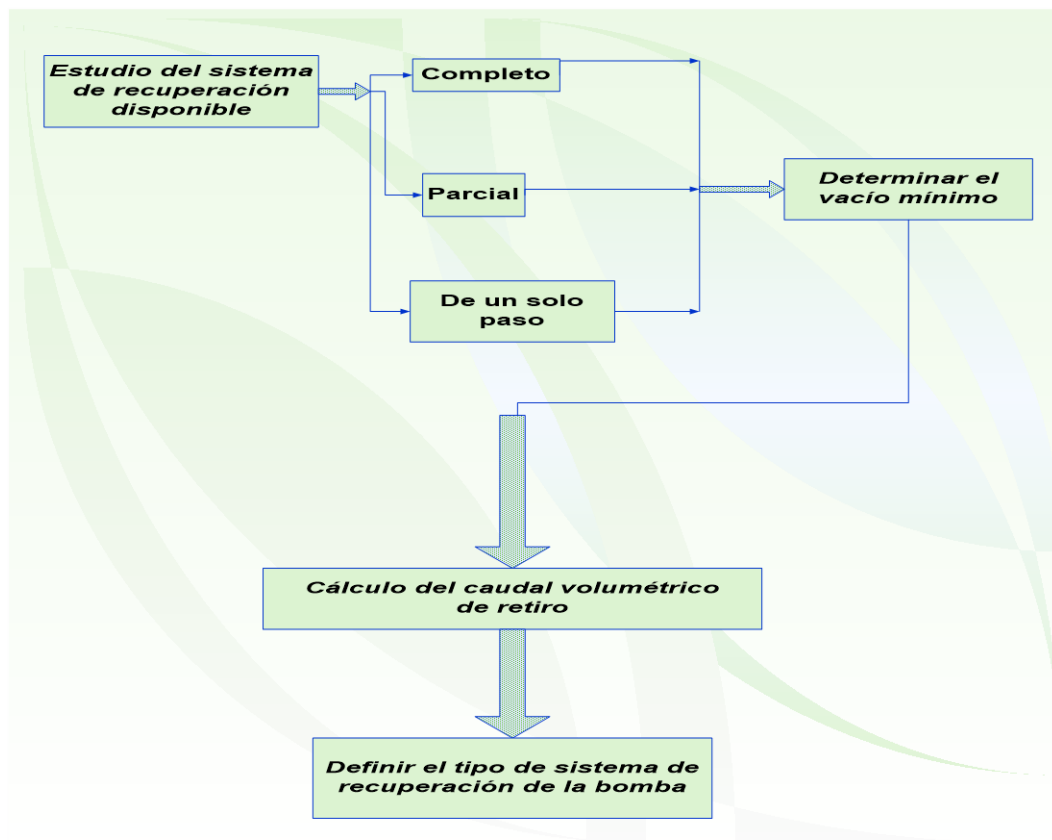 Estudio del sistema
de recuperación
disponible
Completo
Parcial
De un solo
paso
Determinar el
vacío mínimo
Cálculo del caudal volumétrico
de retiro
Definir el tipo de sistema de
recuperación de la bomba